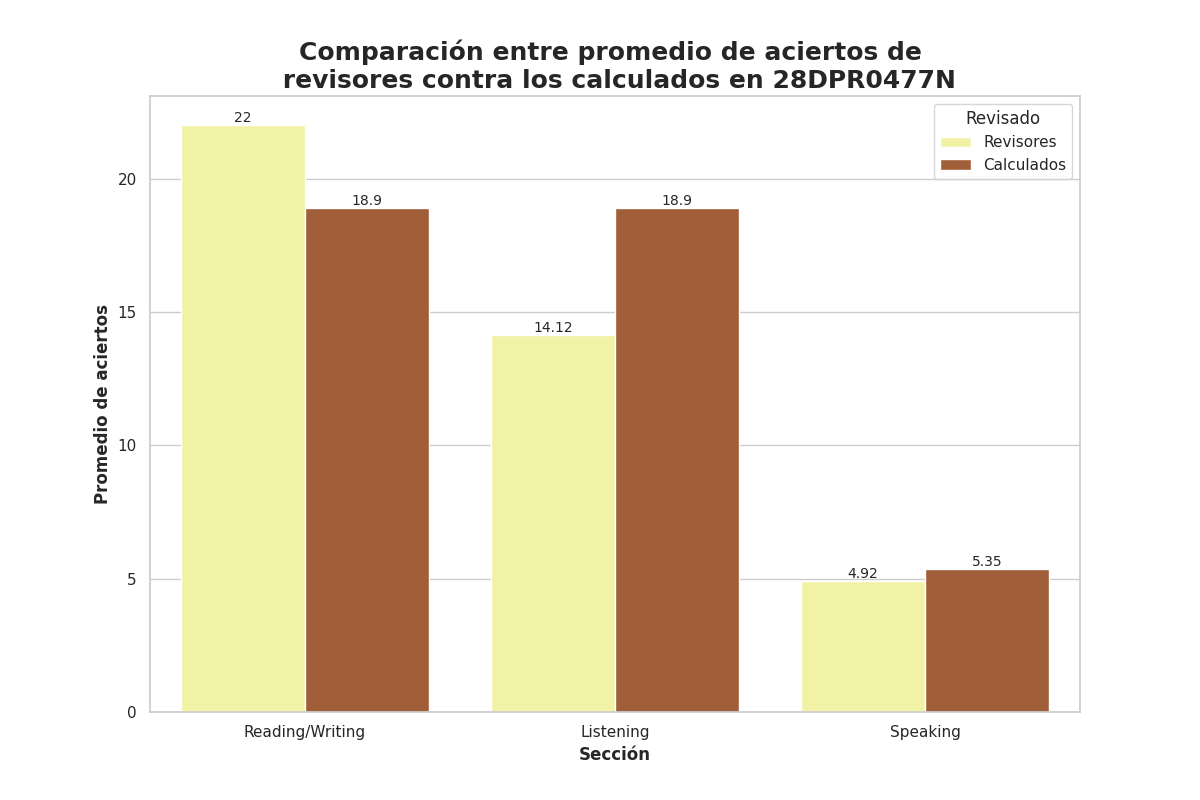 Comparación entre promedio de aciertos de
revisores contra los calculados en 28DPR0477N
Revisado
Revisores
Calculados
22
18.9
18.9
14.12
4.92
5.35
20
15
10
5
0
Promedio de aciertos
Reading/Writing
Listening
Speaking
Sección